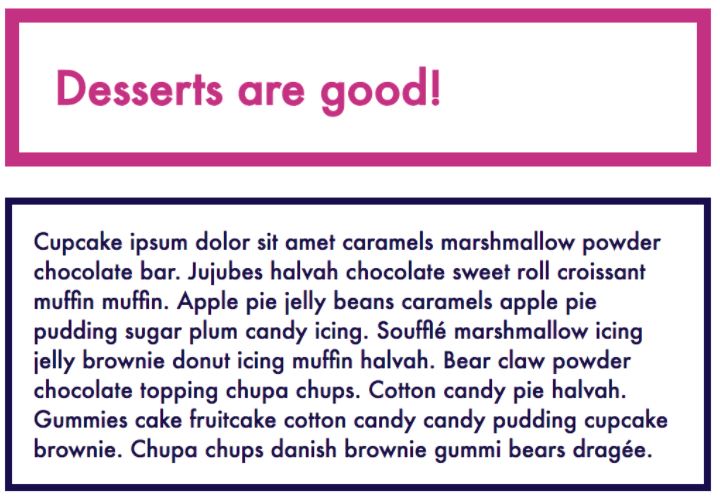 Desserts are good!
Cupcake ipsum dolor sit amet caramels marshmallow powder
chocolate bar. Jujubes halvah chocolate sweet roll croissant
muffin muffin. Apple pie jelly beans caramels apple pie
pudding sugar plum candy icing. Soufflé marshmallow icing
jelly brownie donut icing muffin halvah. Bear claw powder
chocolate topping chupa chups. Cotton candy pie halvah.
Gummies cake fruitcake cotton candy candy pudding cupcake
brownie. Chupa chups danish brownie gummi bears dragée.